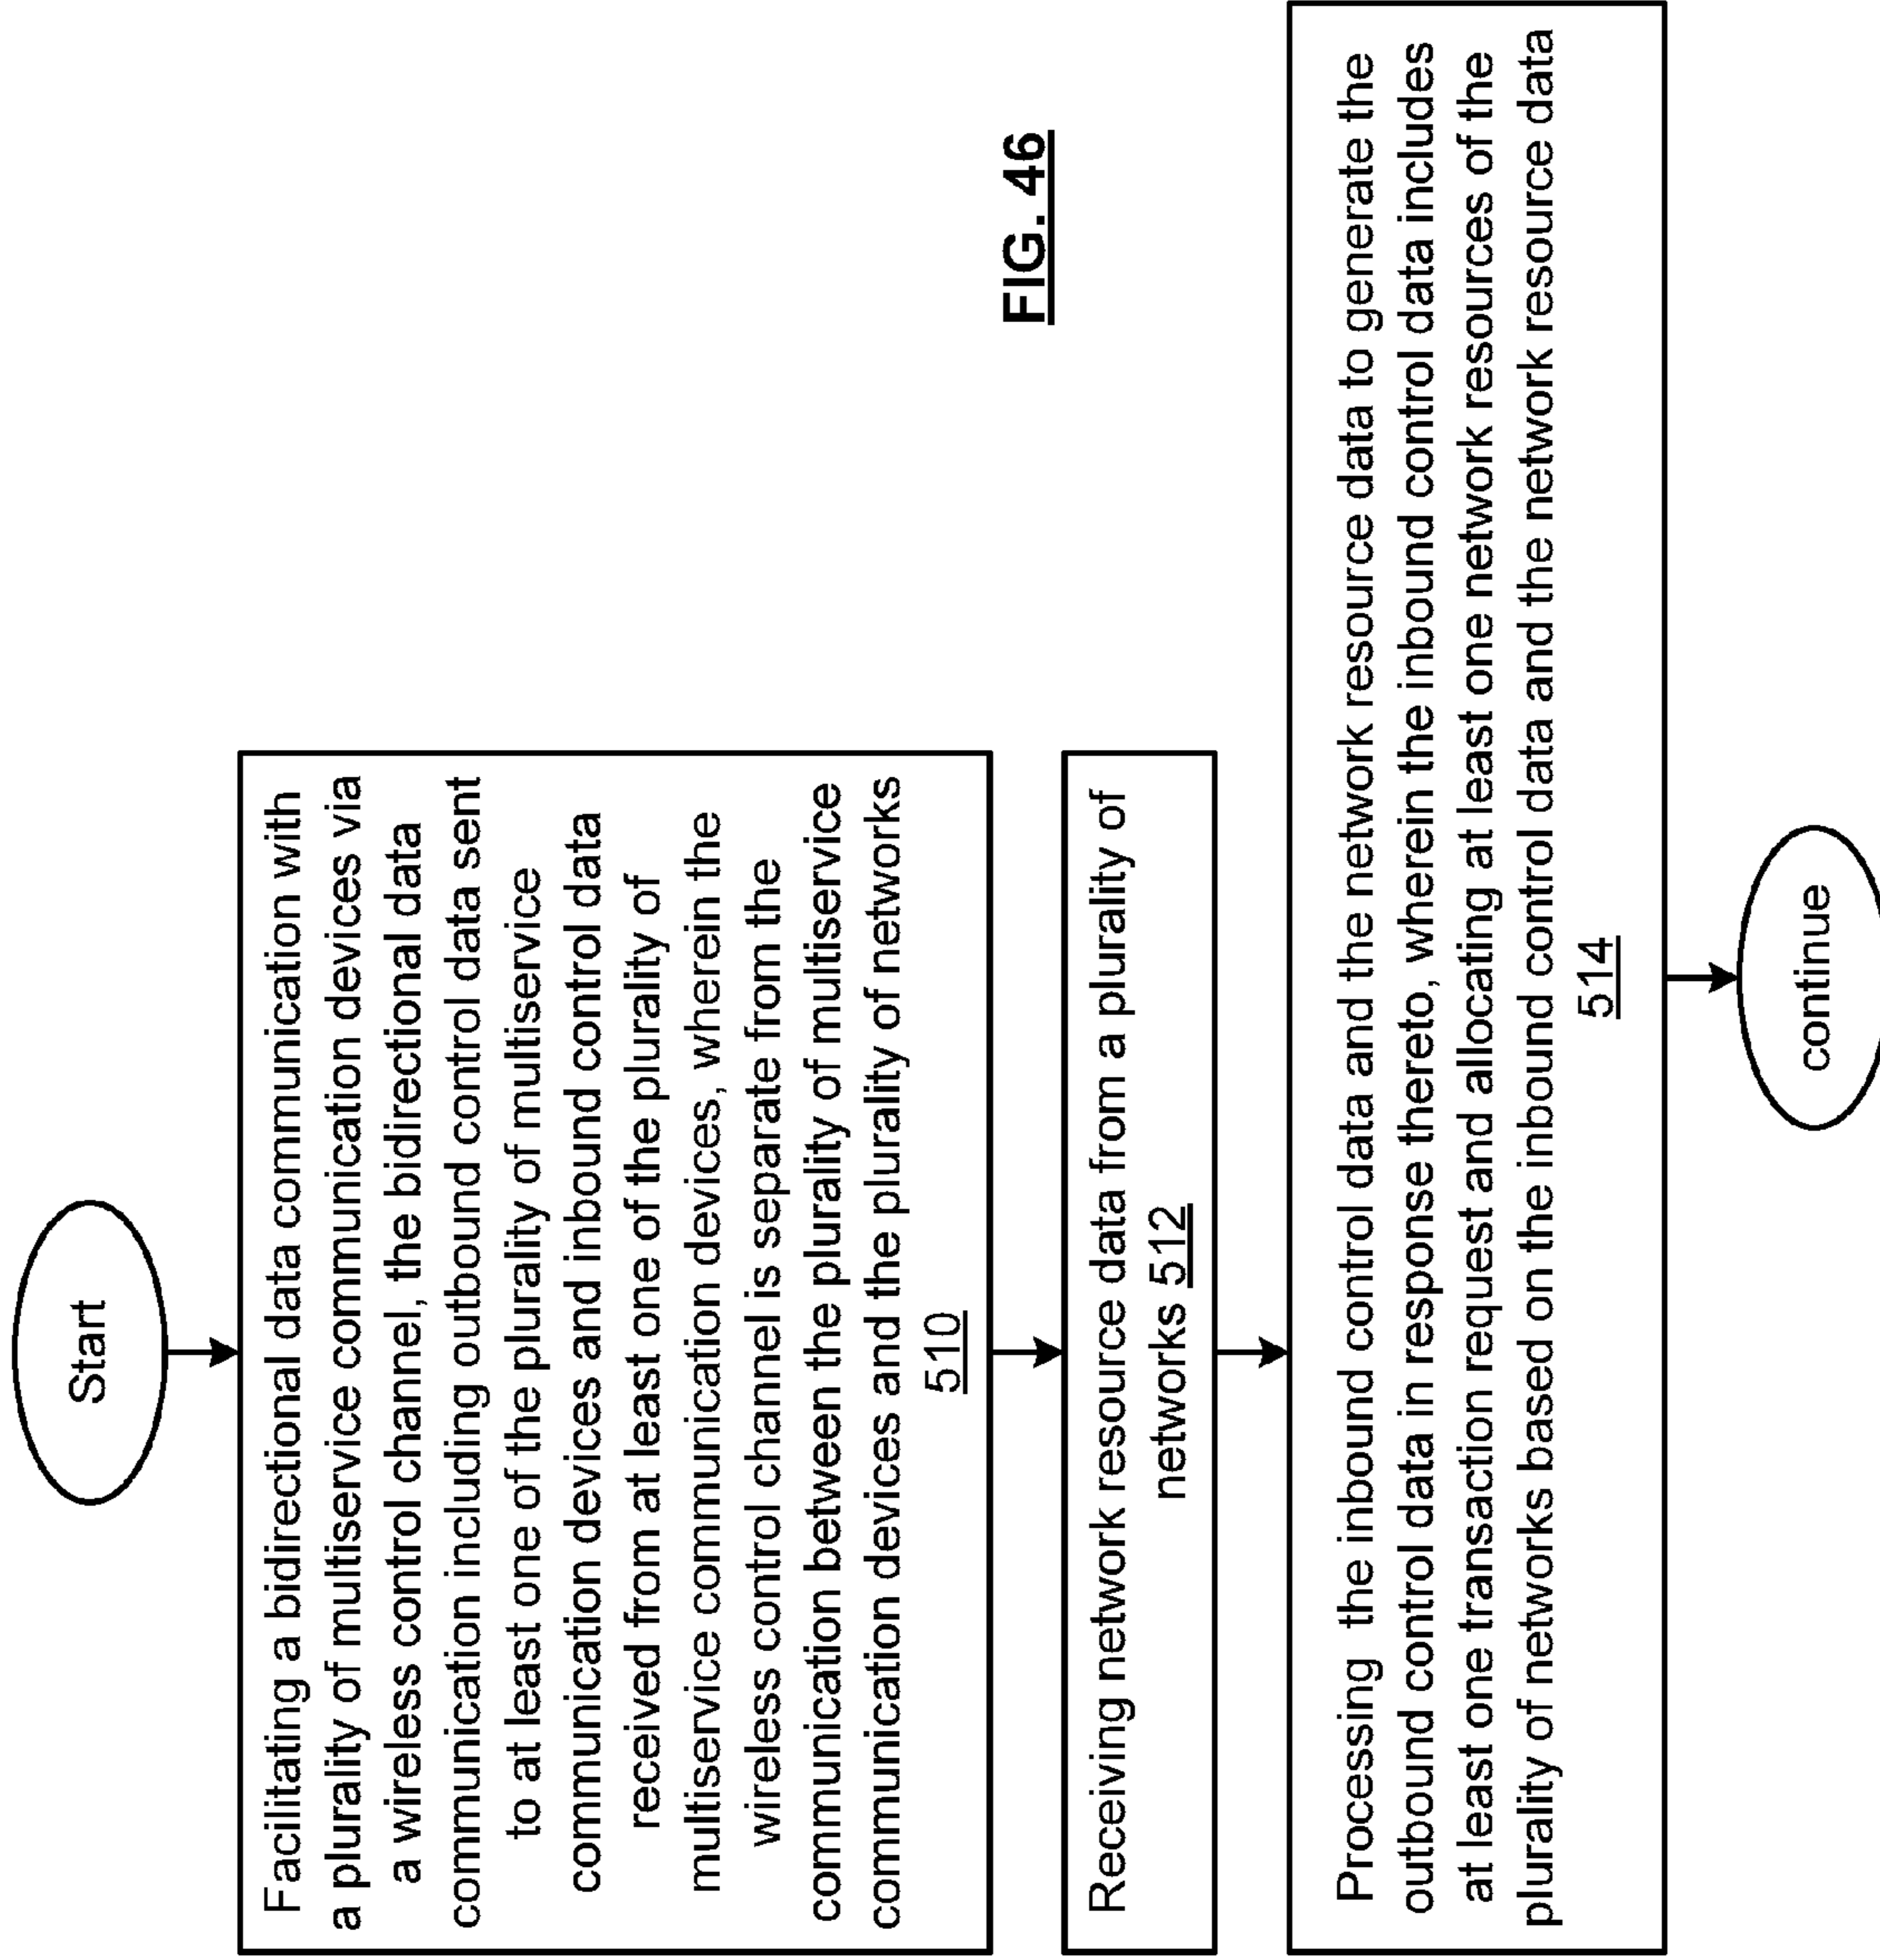 Start
Facilitating a bidirectional data communication with
a plurality of multiservice communication devices via
a wireless control channel, the bidirectional data
communication including outbound control data sent
to at least one of the plurality of multiservice
communication devices and inbound control data
received from at least one of the plurality of
multiservice communication devices, wherein the
wireless control channel is separate from the
communication between the plurality of multiservice
communication devices and the plurality of networks
510
Receiving network resource data from a plurality of
networks 512
FIG. 46
Processing the inbound control data and the network resource data to generate the
outbound control data in response thereto, wherein the inbound control data includes
at least one transaction request and allocating at least one network resources of the
plurality of networks based on the inbound control data and the network resource data
514
continue